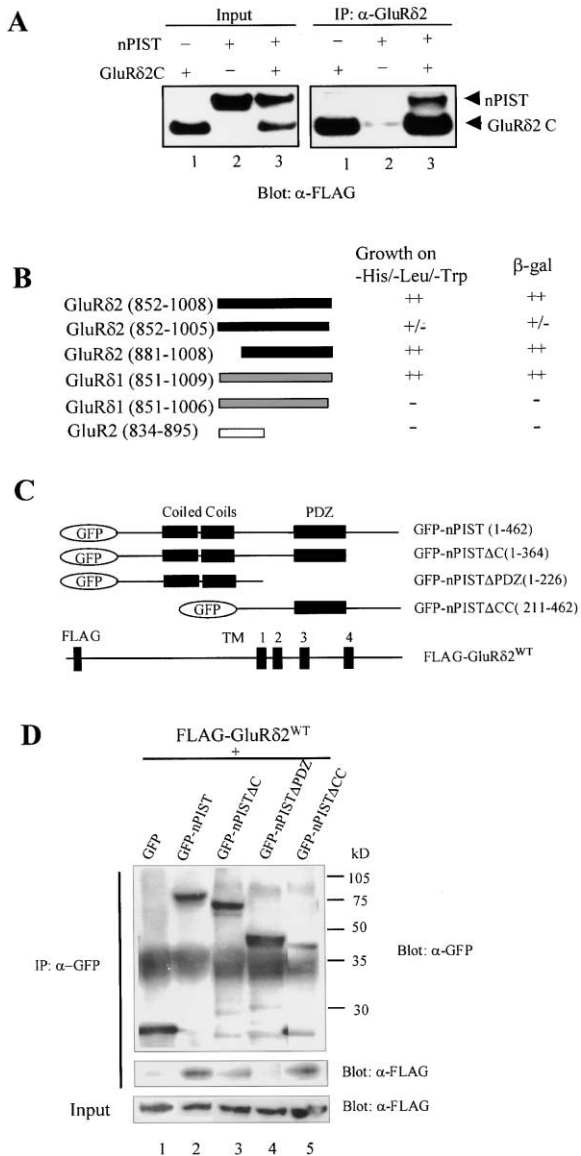 A
Input
IP: α-GluRδ2
nPIST – + + – + +
GluRδ2C + – + + – +
nPIST
GluRδ2 C
1 2 3 1 2 3
Blot: α-FLAG
B
Growth on
-His/-Leu/-Trp
β-gal
GluRδ2 (852-1008) ++ ++
GluRδ2 (852-1005) +/- +/-
GluRδ2 (881-1008) ++ ++
GluRδ1 (851-1009) ++ ++
GluRδ1 (851-1006) - -
GluR2 (834-895) - -
C
Coiled Coils PDZ
GFP GFP-nPIST (1-462)
GFP GFP-nPISTΔC(1-364)
GFP GFP-nPISTΔPDZ(1-226)
GFP GFP-nPISTΔCC( 211-462)
FLAG TM 1 2 3 4
FLAG-GluRδ2WT
D
FLAG-GluRδ2WT
+
GFP
GFP-nPIST
GFP-nPISTΔC
GFP-nPISTΔPDZ
GFP-nPISTΔCC
kD
105
75
50
35
30
IP: α-GFP
Blot: α-GFP
Blot: α-FLAG
Input
Blot: α-FLAG
1 2 3 4 5